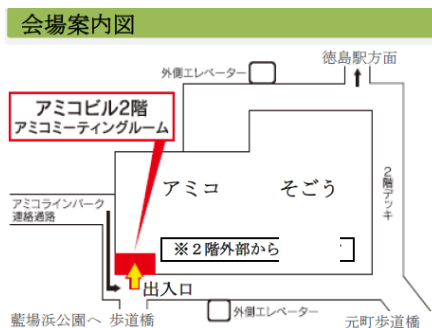 会場案内図
徳島駅方面
外側エレベーター
アミコビル2階
アミコミーティングルーム
アミコ
そごう
2階デッキ
アミコラインパーク
連絡通路
※２階外部から
出入口
藍場浜公園へ
歩道橋
外側エレベーター
元町歩道橋